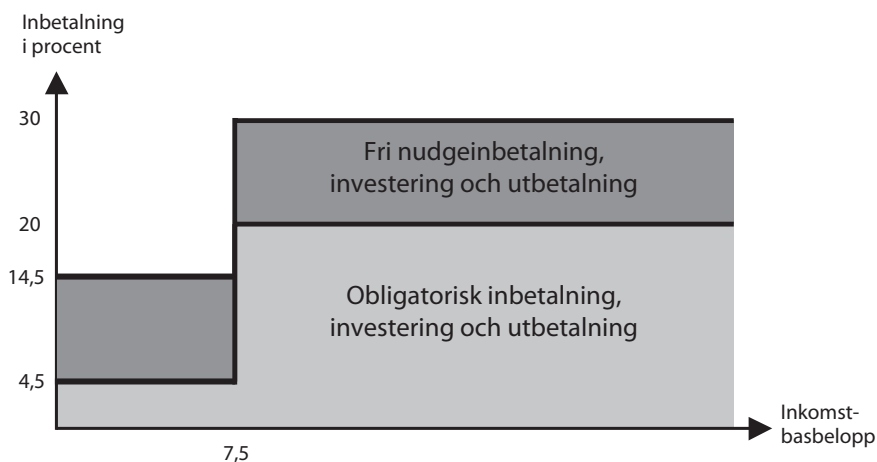 Inbetalning
i procent
30
Fri nudgeinbetalning,
investering och utbetalning
20
14,5
Obligatorisk inbetalning,
investering och utbetalning
4,5
Inkomst-
basbelopp
7,5